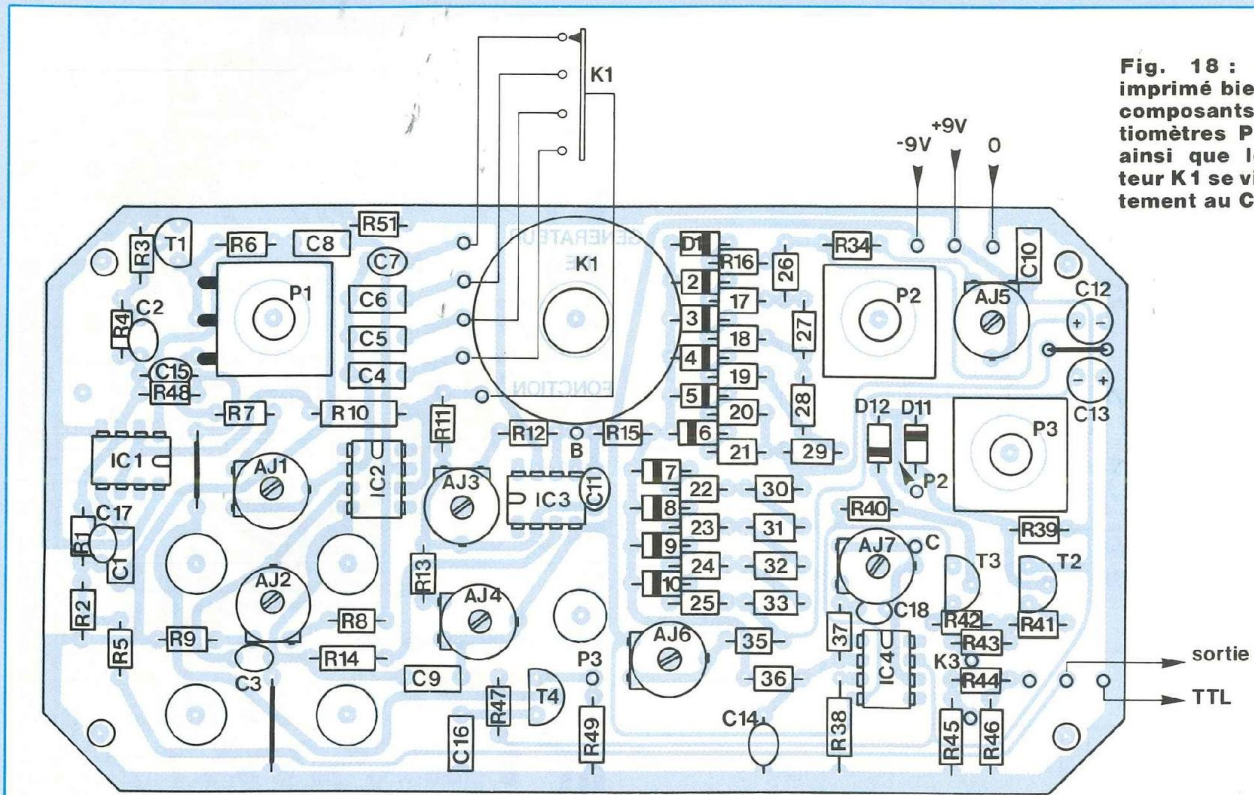 Fig. 18 :
imprimé bie
composants
tiomètres P
ainsi que l
teur K1 se vi
tement au C
K1
-9V
+9V
0
R3
T1
R6
C8
R51
C7
GENERATEUR
DE
K1
D1
R16
26
R34
C10
C12
+ -
R4
C2
P1
C6
2
17
P2
AJ5
C5
3
18
27
C15
R48
C4
4
19
- +
C13
FONCTION
5
20
28
D12
D11
R7
R10
R11
R12
B
R15
6
21
29
P3
IC1
AJ1
IC2
AJ3
IC3
C11
7
22
30
P2
C17
R1
C1
8
23
31
R40
R39
AJ7
C
9
24
32
T3
T2
AJ2
R13
AJ4
10
25
33
C18
R2
R5
R9
R8
R42
R41
C3
R14
C9
P3
AJ6
35
37
IC4
R43
K3
sortie
R47
T4
36
R44
TTL
C16
R49
C14
R38
R45
R46